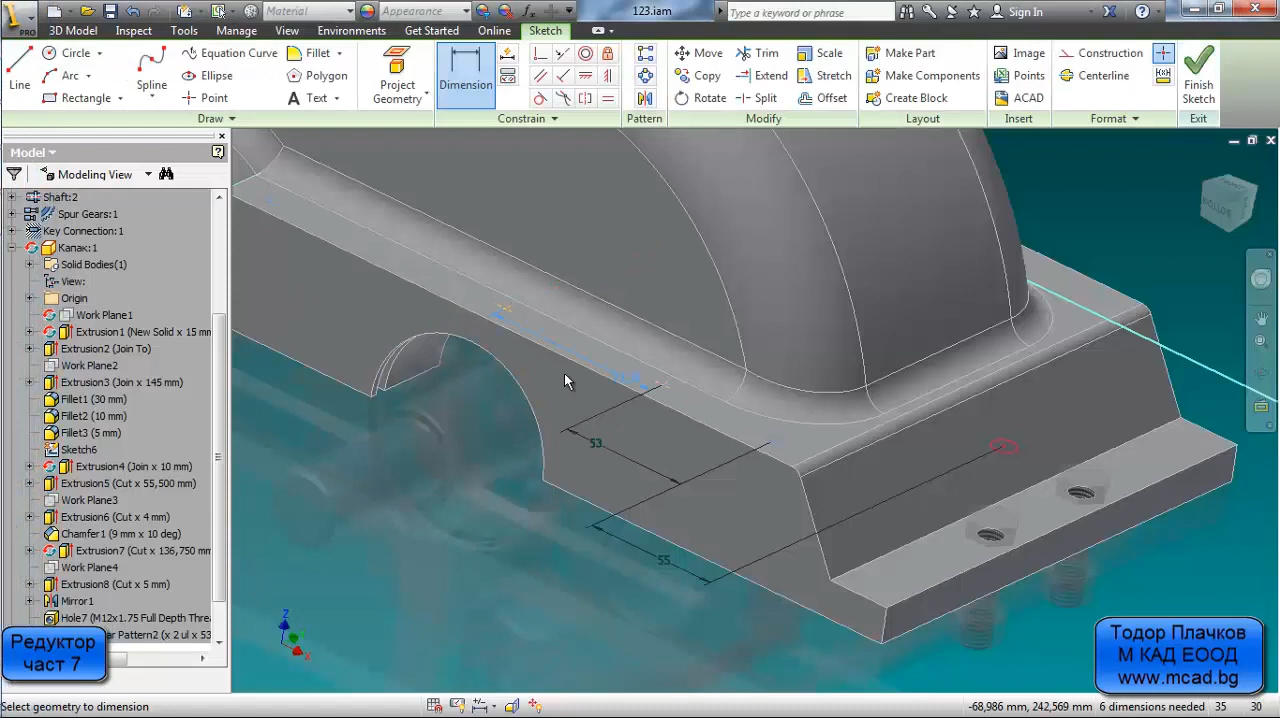 PRO
Material
Appearance
123.iam
Type a keyword or phrase
Sign In
3D Model
Inspect
Tools
Manage
View
Environments
Get Started
Online
Sketch
Line
Circle
Arc
Rectangle
Spline
Equation Curve
Ellipse
Point
Fillet
Polygon
Text
Project
Geometry
Dimension
Move
Copy
Rotate
Trim
Extend
Split
Scale
Stretch
Offset
Make Part
Make Components
Create Block
Image
Points
ACAD
Construction
Centerline
Finish
Sketch
Draw
Constrain
Pattern
Modify
Layout
Insert
Format
Exit
Model
Modeling View
Shaft:2
Spur Gears:1
Key Connection:1
Капак:1
Solid Bodies(1)
View:
Origin
Work Plane1
Extrusion1 (New Solid x 15 mm
Extrusion2 (Join To)
Work Plane2
Extrusion3 (Join x 145 mm)
Fillet1 (30 mm)
Fillet2 (10 mm)
Fillet3 (5 mm)
Sketch6
Extrusion4 (Join x 10 mm)
Extrusion5 (Cut x 55,500 mm)
Work Plane3
Extrusion6 (Cut x 4 mm)
Chamfer1 (9 mm x 10 deg)
Extrusion7 (Cut x 136,750 mm
Work Plane4
Extrusion8 (Cut x 5 mm)
Mirror1
Hole7 (M12x1.75 Full Depth Threa
er Pattern2 (x 2 ul x 53
53
55
BOTTOM
Z
X
Редуктор
част 7
Тодор Плачков
М КАД ЕООД
www.mcad.bg
Select geometry to dimension
-68,986 mm, 242,569 mm
6 dimensions needed
35
30